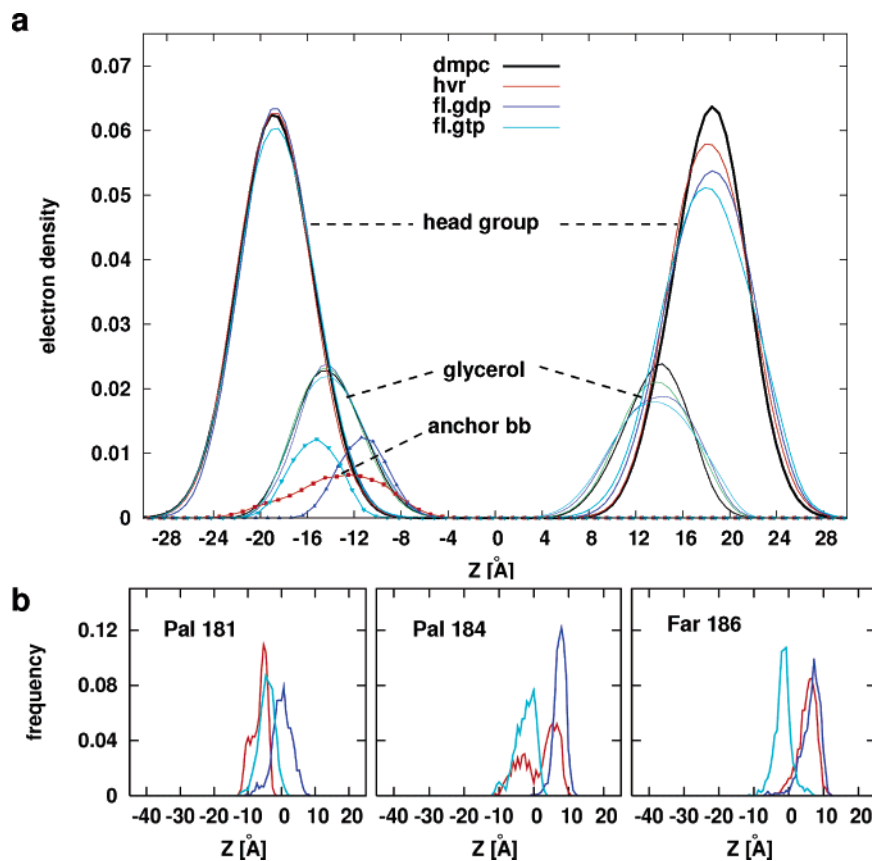 a
dmpc
hvr
fl.gdp
fl.gtp
electron density
0.07
0.06
0.05
0.04
0.03
0.02
0.01
0
head group
glycerol
anchor bb
-28 -24 -20 -16 -12 -8 -4 0 4 8 12 16 20 24 28
Z [Å]
b
frequency
0.12
0.08
0.04
0
Pal 181
Pal 184
Far 186
-40 -30 -20 -10 0 10 20
-40 -30 -20 -10 0 10 20
-40 -30 -20 -10 0 10 20
Z [Å]
Z [Å]
Z [Å]